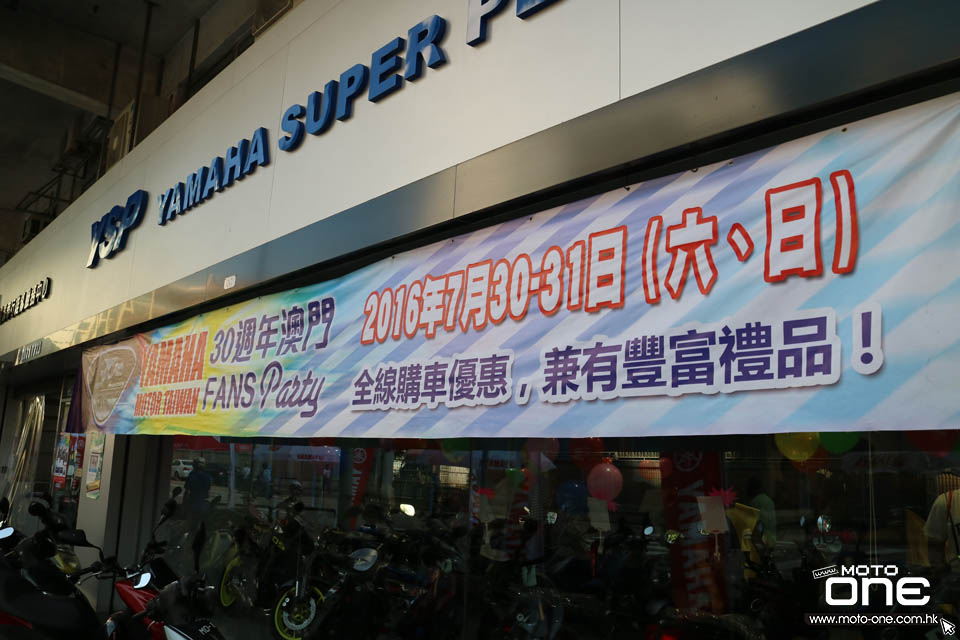 YSP YAMAHA SUPER
YAMAHA
MOTOR TAIWAN
30週年澳門
FANS Party
2016年7月30-31日(六、日)
全線購車優惠，兼有豐富禮品！
YAMAHA
MOTO
www.
ONE
www.moto-one.com.hk